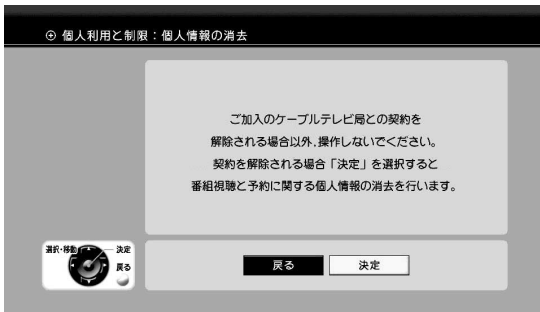 ⊕ 個人利用と制限：個人情報の消去
ご加入のケーブルテレビ局との契約を
解除される場合以外、操作しないでください。
契約を解除される場合「決定」を選択すると
番組視聴と予約に関する個人情報の消去を行います。
選択・移動
決定
戻る
戻る
決定